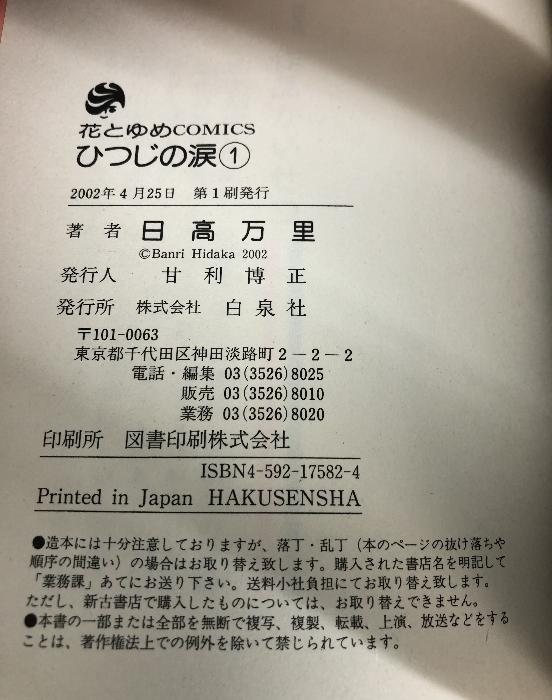 花とゆめCOMICS
ひつじの涙①
2002年4月25日 第1刷発行
著者 日高万里
©Banri Hidaka 2002
発行人 甘利博正
発行所 株式会社 白泉社
〒101-0063
東京都千代田区神田淡路町2-2-2
電話・編集 03(3526)8025
販売 03(3526)8010
業務 03(3526)8020
印刷所 図書印刷株式会社
ISBN4-592-17582-4
Printed in Japan HAKUSENSHA
●造本には十分注意しておりますが、落丁・乱丁（本のページの抜け落ちや
順序の間違い）の場合はお取り替え致します。購入された書店名を明記して
「業務課」あてにお送り下さい。送料小社負担にてお取り替え致します。
ただし、新古書店で購入したものについては、お取り替えできません。
●本書の一部または全部を無断で複写、複製、転載、上演、放送などをする
ことは、著作権法上での例外を除いて禁じられています。